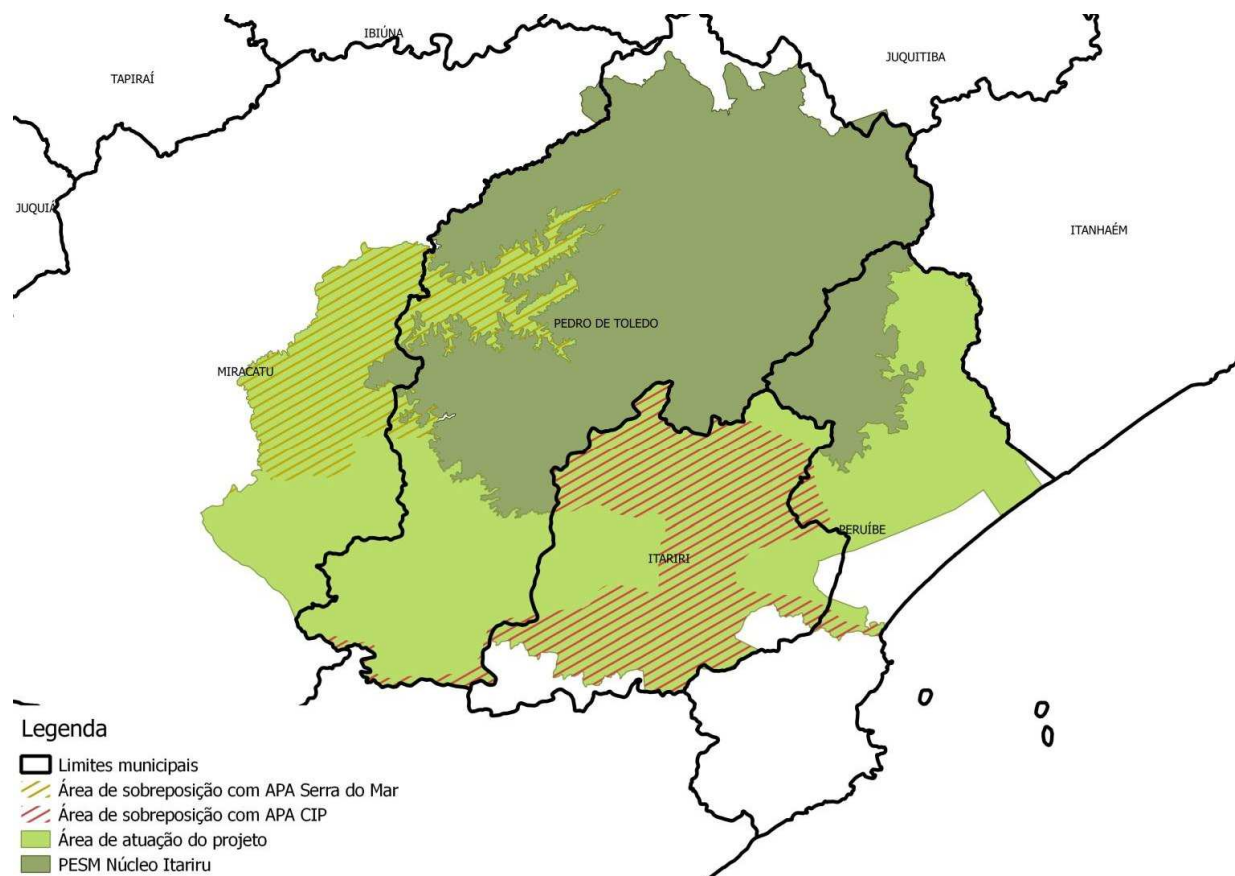 IBIÚNA
JUQUITIBA
TAPIRAÍ
JUQUIÁ
ITANHAÉM
PEDRO DE TOLEDO
MIRACATU
PERUÍBE
ITARIRI
Legenda
Limites municipais
Área de sobreposição com APA Serra do Mar
Área de sobreposição com APA CIP
Área de atuação do projeto
PESM Núcleo Itariru